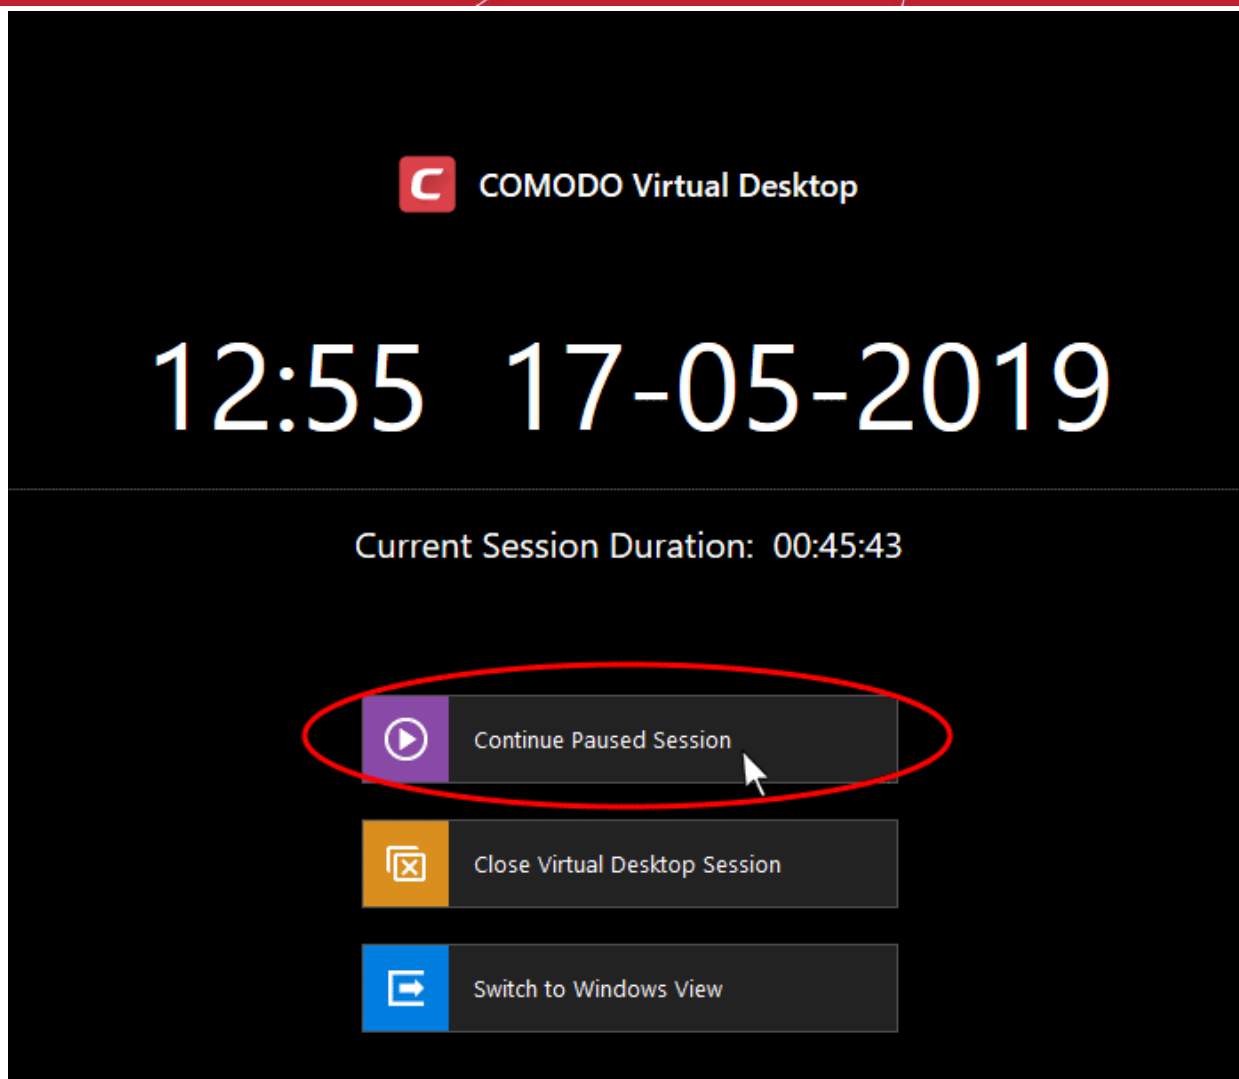 COMODO Virtual Desktop
12:55 17-05-2019
Current Session Duration: 00:45:43
Continue Paused Session
Close Virtual Desktop Session
Switch to Windows View